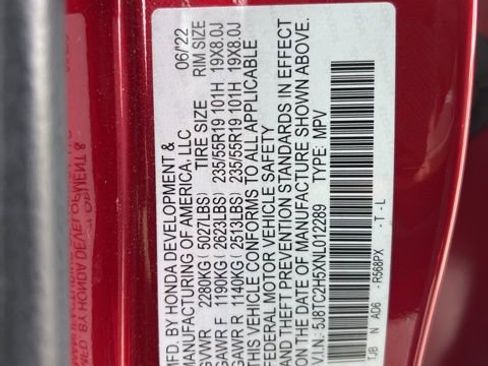 MFD. BY HONDA DEVELOPMENT & 06/22
MANUFACTURING OF AMERICA, LLC
TIRE SIZE RIM SIZE
GVWR 2280KG (5027LBS)
GAWR F 1190KG (2623LBS) 235/55R19 101H 19X8.0J
GAWR R 1140KG (2513LBS) 235/55R19 101H 19X8.0J
THIS VEHICLE CONFORMS TO ALL APPLICABLE
FEDERAL MOTOR VEHICLE SAFETY
AND THEFT PREVENTION STANDARDS IN EFFECT
ON THE DATE OF MANUFACTURE SHOWN ABOVE.
V.I.N.: 5J8TC2H5XNL012289 TYPE: MPV
TJB N AD6 - R568PX - T - L